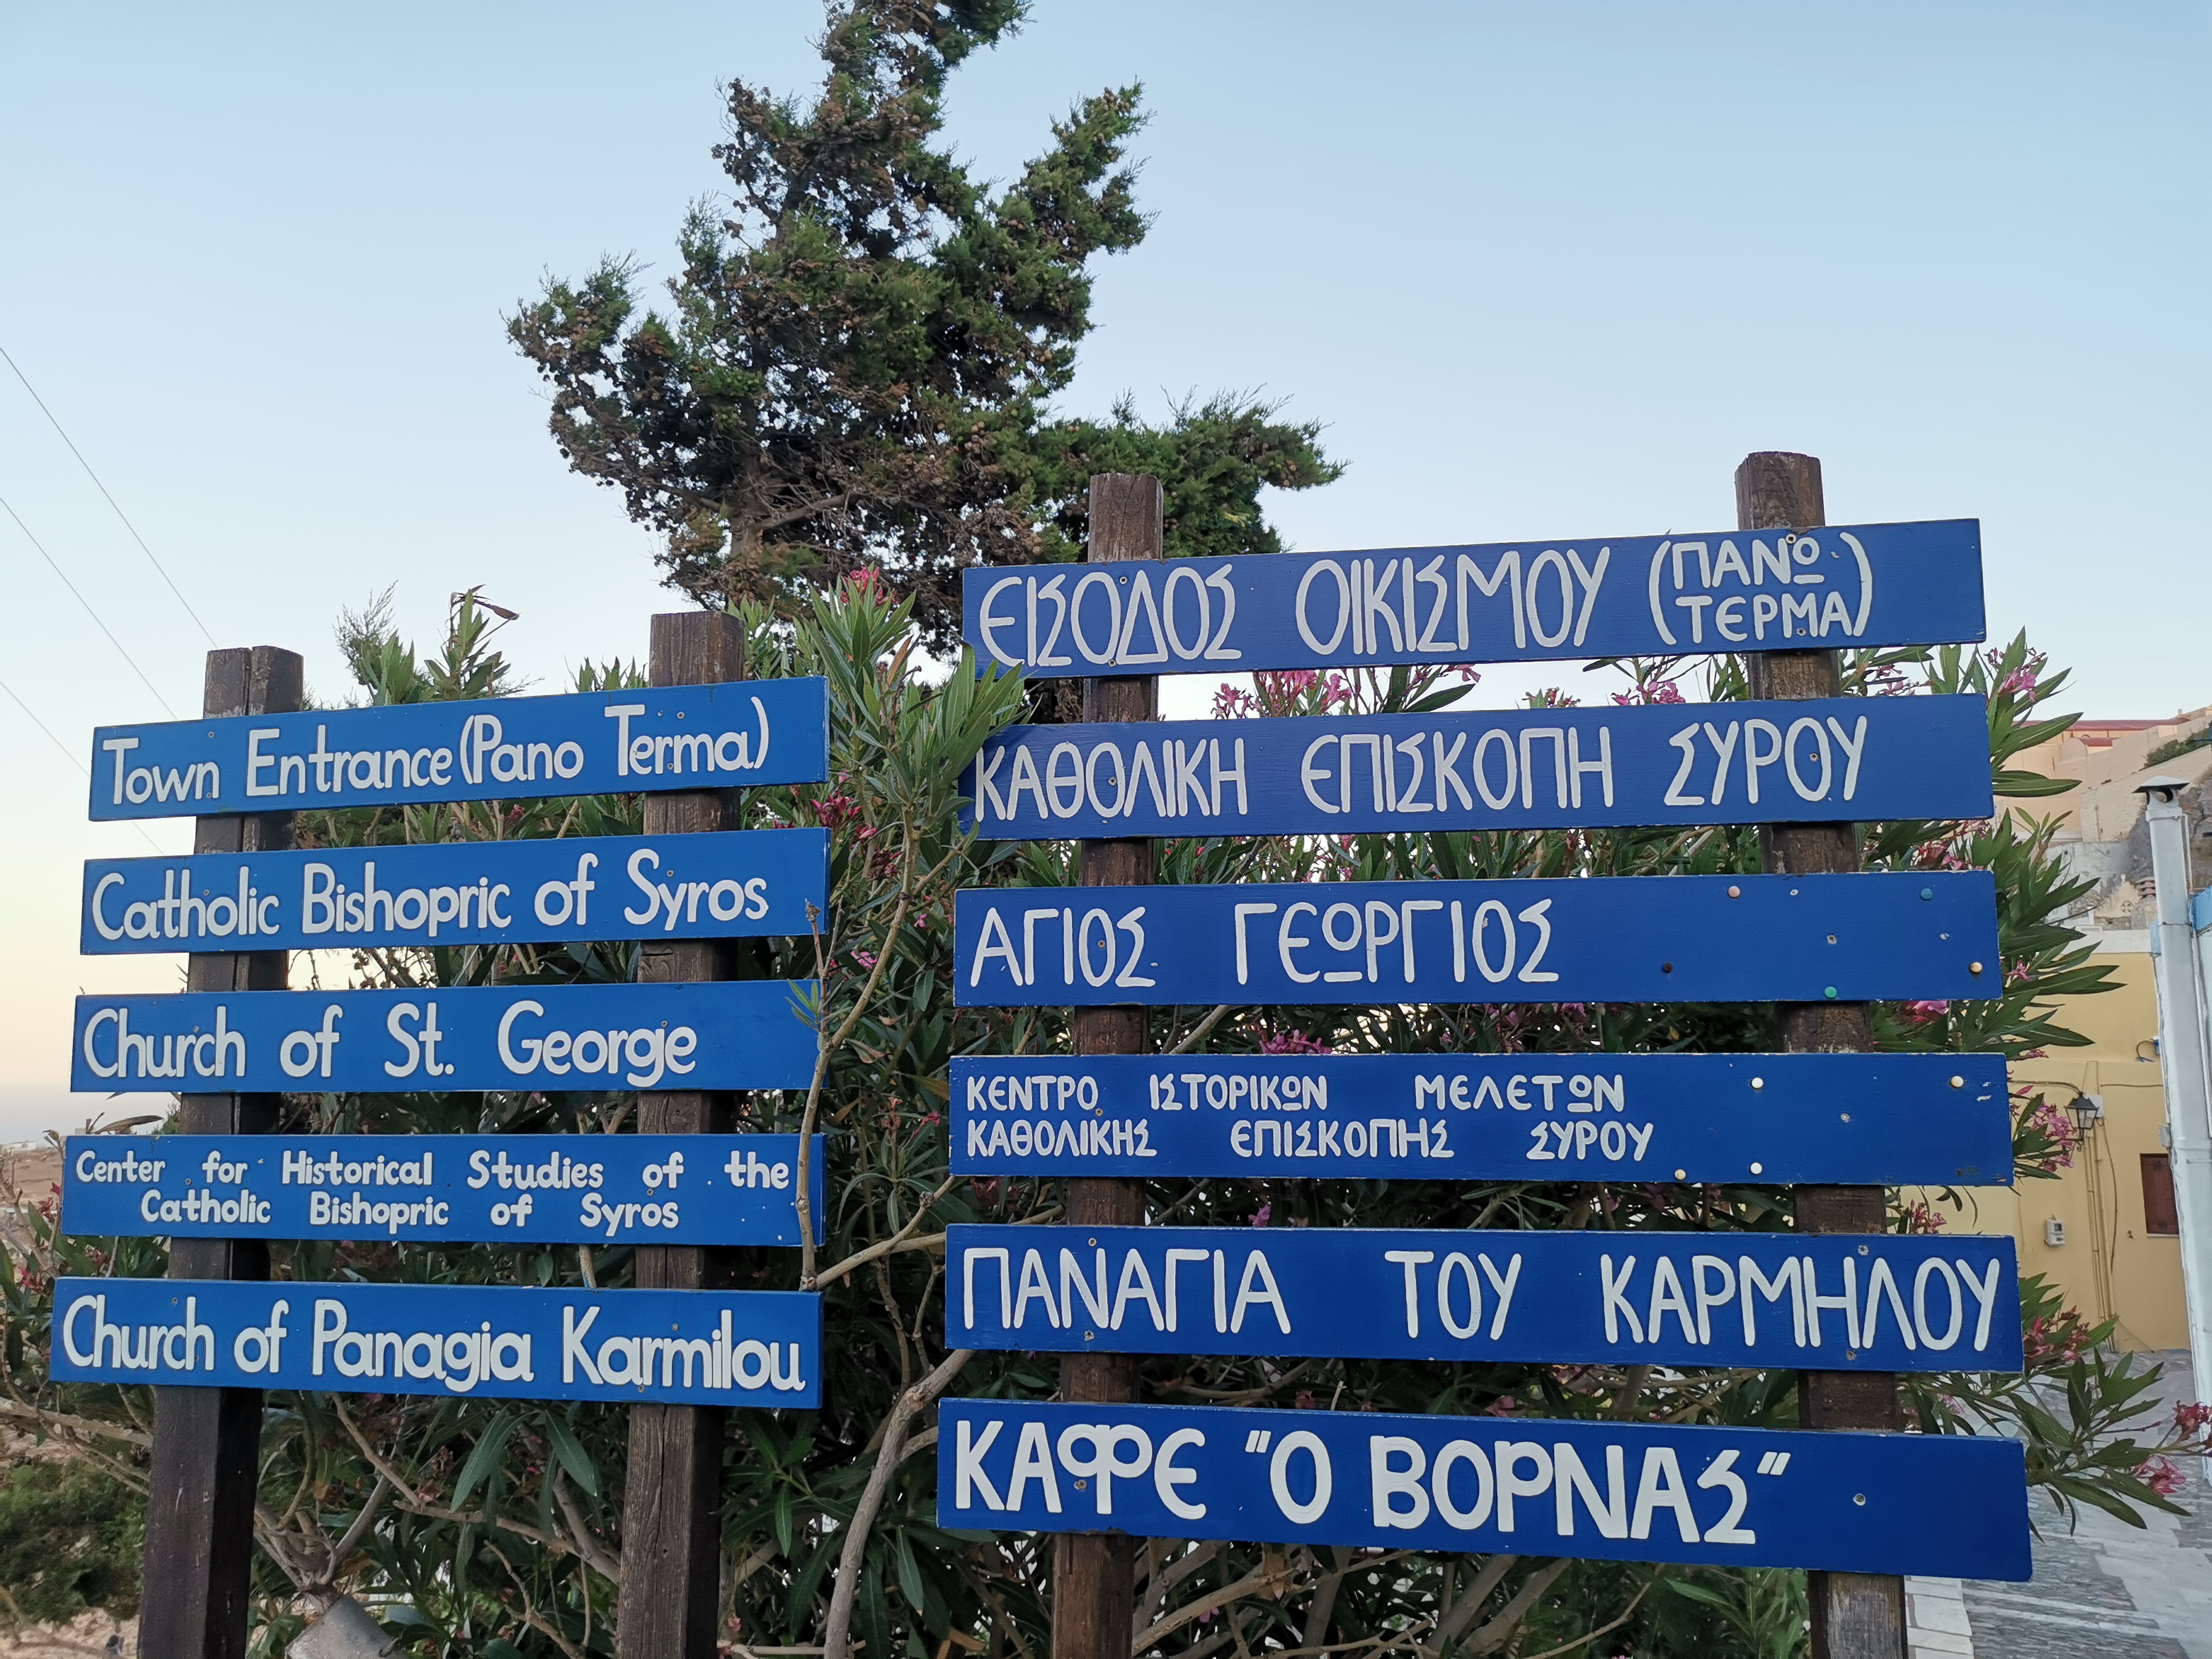 Town Entrance (Pano Terma)
Catholic Bishopric of Syros
Church of St. George
Center for Historical Studies of the
Catholic Bishopric of Syros
Church of Panagia Karmilou
ΕΙΣΟΔΟΣ ΟΙΚΙΣΜΟΥ (ΠΑΝΩ
ΤΕΡΜΑ)
ΚΑΘΟΛΙΚΗ ΕΠΙΣΚΟΠΗ ΣΥΡΟΥ
ΑΓΙΟΣ ΓΕΩΡΓΙΟΣ
ΚΕΝΤΡΟ ΙΣΤΟΡΙΚΩΝ ΜΕΛΕΤΩΝ
ΚΑΘΟΛΙΚΗΣ ΕΠΙΣΚΟΠΗΣ ΣΥΡΟΥ
ΠΑΝΑΓΙΑ ΤΟΥ ΚΑΡΜΗΛΟΥ
ΚΑΦΕ "Ο ΒΟΡΝΑΣ"